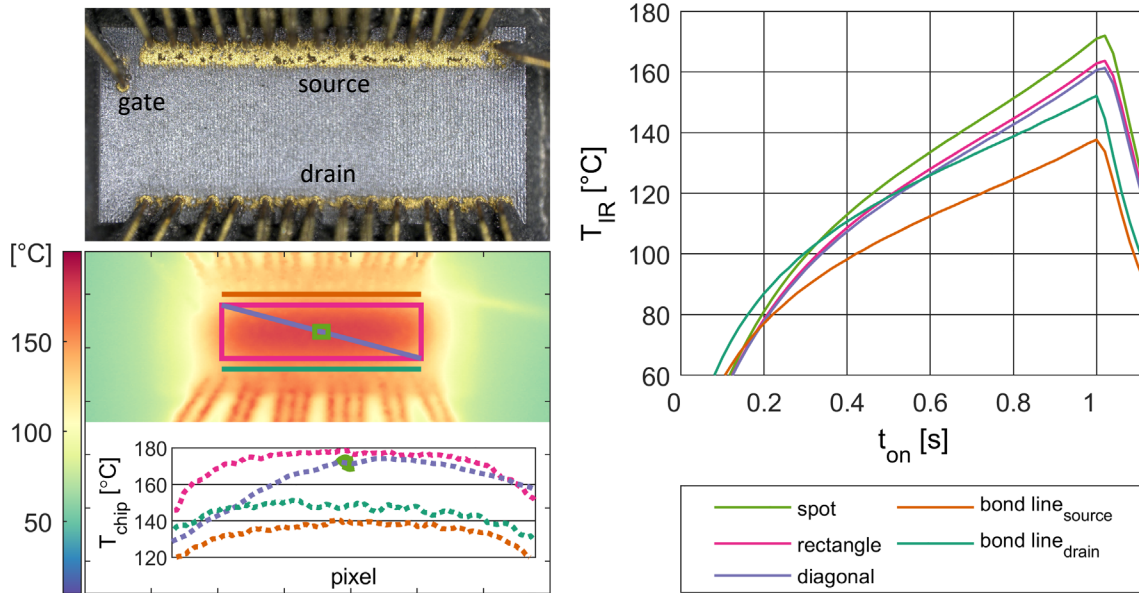 gate
source
drain
[°C]
150
100
50
180
160
140
120
T_chip [°C]
pixel
180
160
140
120
100
80
60
T_IR [°C]
0
0.2
0.4
0.6
0.8
1
t_on [s]
spot
rectangle
diagonal
bond line_source
bond line_drain